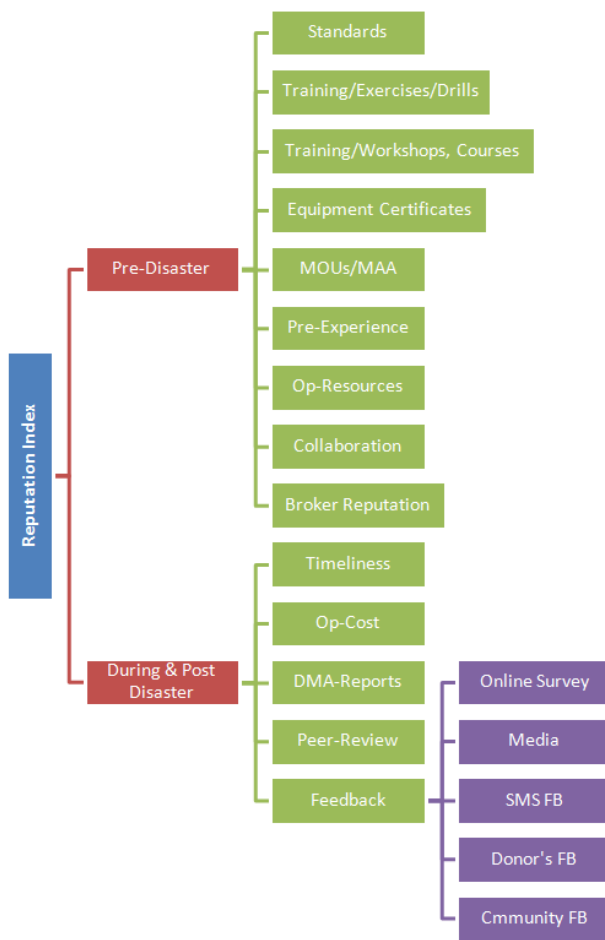 Reputation Index
Pre-Disaster
Standards
Training/Exercises/Drills
Training/Workshops, Courses
Equipment Certificates
MOUs/MAA
Pre-Experience
Op-Resources
Collaboration
Broker Reputation
During & Post
Disaster
Timeliness
Op-Cost
DMA-Reports
Peer-Review
Feedback
Online Survey
Media
SMS FB
Donor's FB
Cmmunity FB